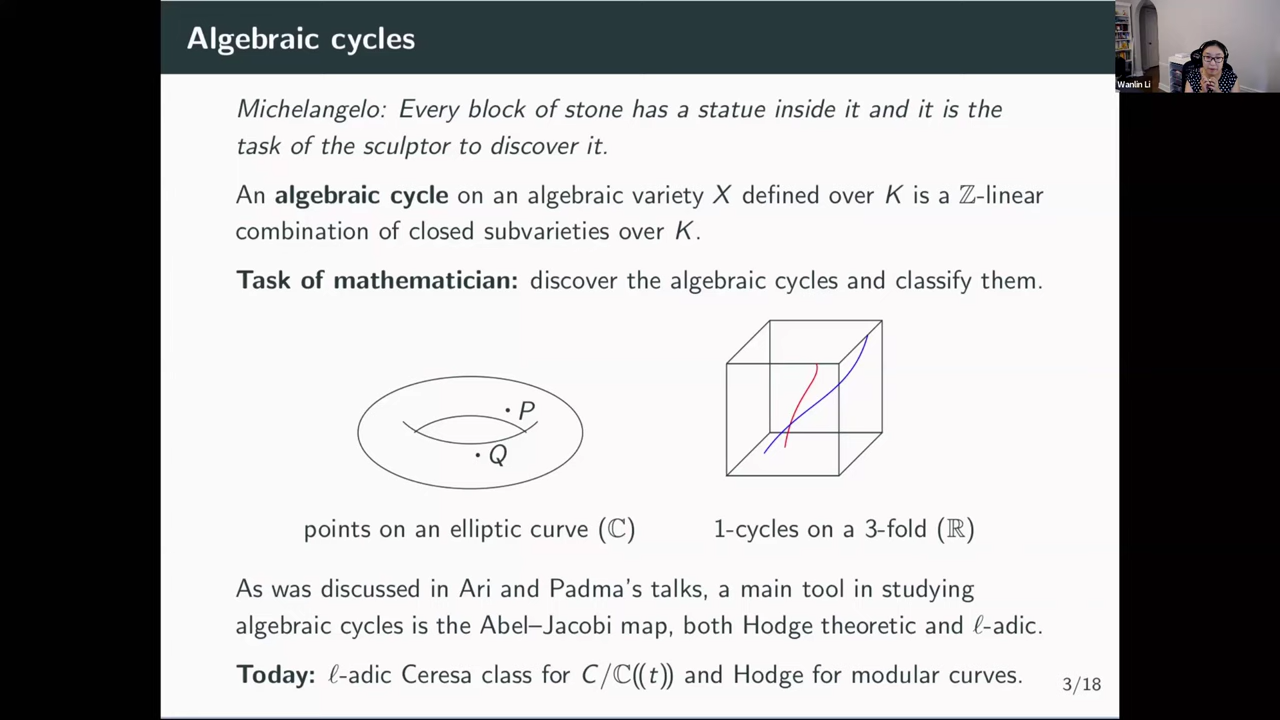 Algebraic cycles
Wanlin Li
Michelangelo: Every block of stone has a statue inside it and it is the
task of the sculptor to discover it.
An algebraic cycle on an algebraic variety X defined over K is a ℤ-linear
combination of closed subvarieties over K.
Task of mathematician: discover the algebraic cycles and classify them.
· P
· Q
points on an elliptic curve (ℂ)
1-cycles on a 3-fold (ℝ)
As was discussed in Ari and Padma's talks, a main tool in studying
algebraic cycles is the Abel–Jacobi map, both Hodge theoretic and ℓ-adic.
Today: ℓ-adic Ceresa class for C/ℂ((t)) and Hodge for modular curves.
3/18